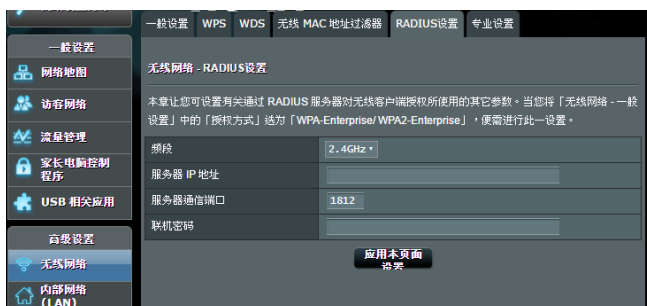 一般设置 WPS WDS 无线 MAC 地址过滤器 RADIUS设置 专业设置
一般设置
网络地图
访客网络
流量管理
家长电脑控制
程序
USB 相关应用
高级设置
无线网络
内部网络
(LAN)
无线网络 - RADIUS设置
本章让您可设置有关通过 RADIUS 服务器对无线客户端授权所使用的其它参数。当您将「无线网络 - 一般
设置」中的「授权方式」选为「WPA-Enterprise/ WPA2-Enterprise」，便需进行此一设置。
频段 2.4GHz
服务器 IP 地址
服务器通信端口 1812
联机密码
应用本页面
设置